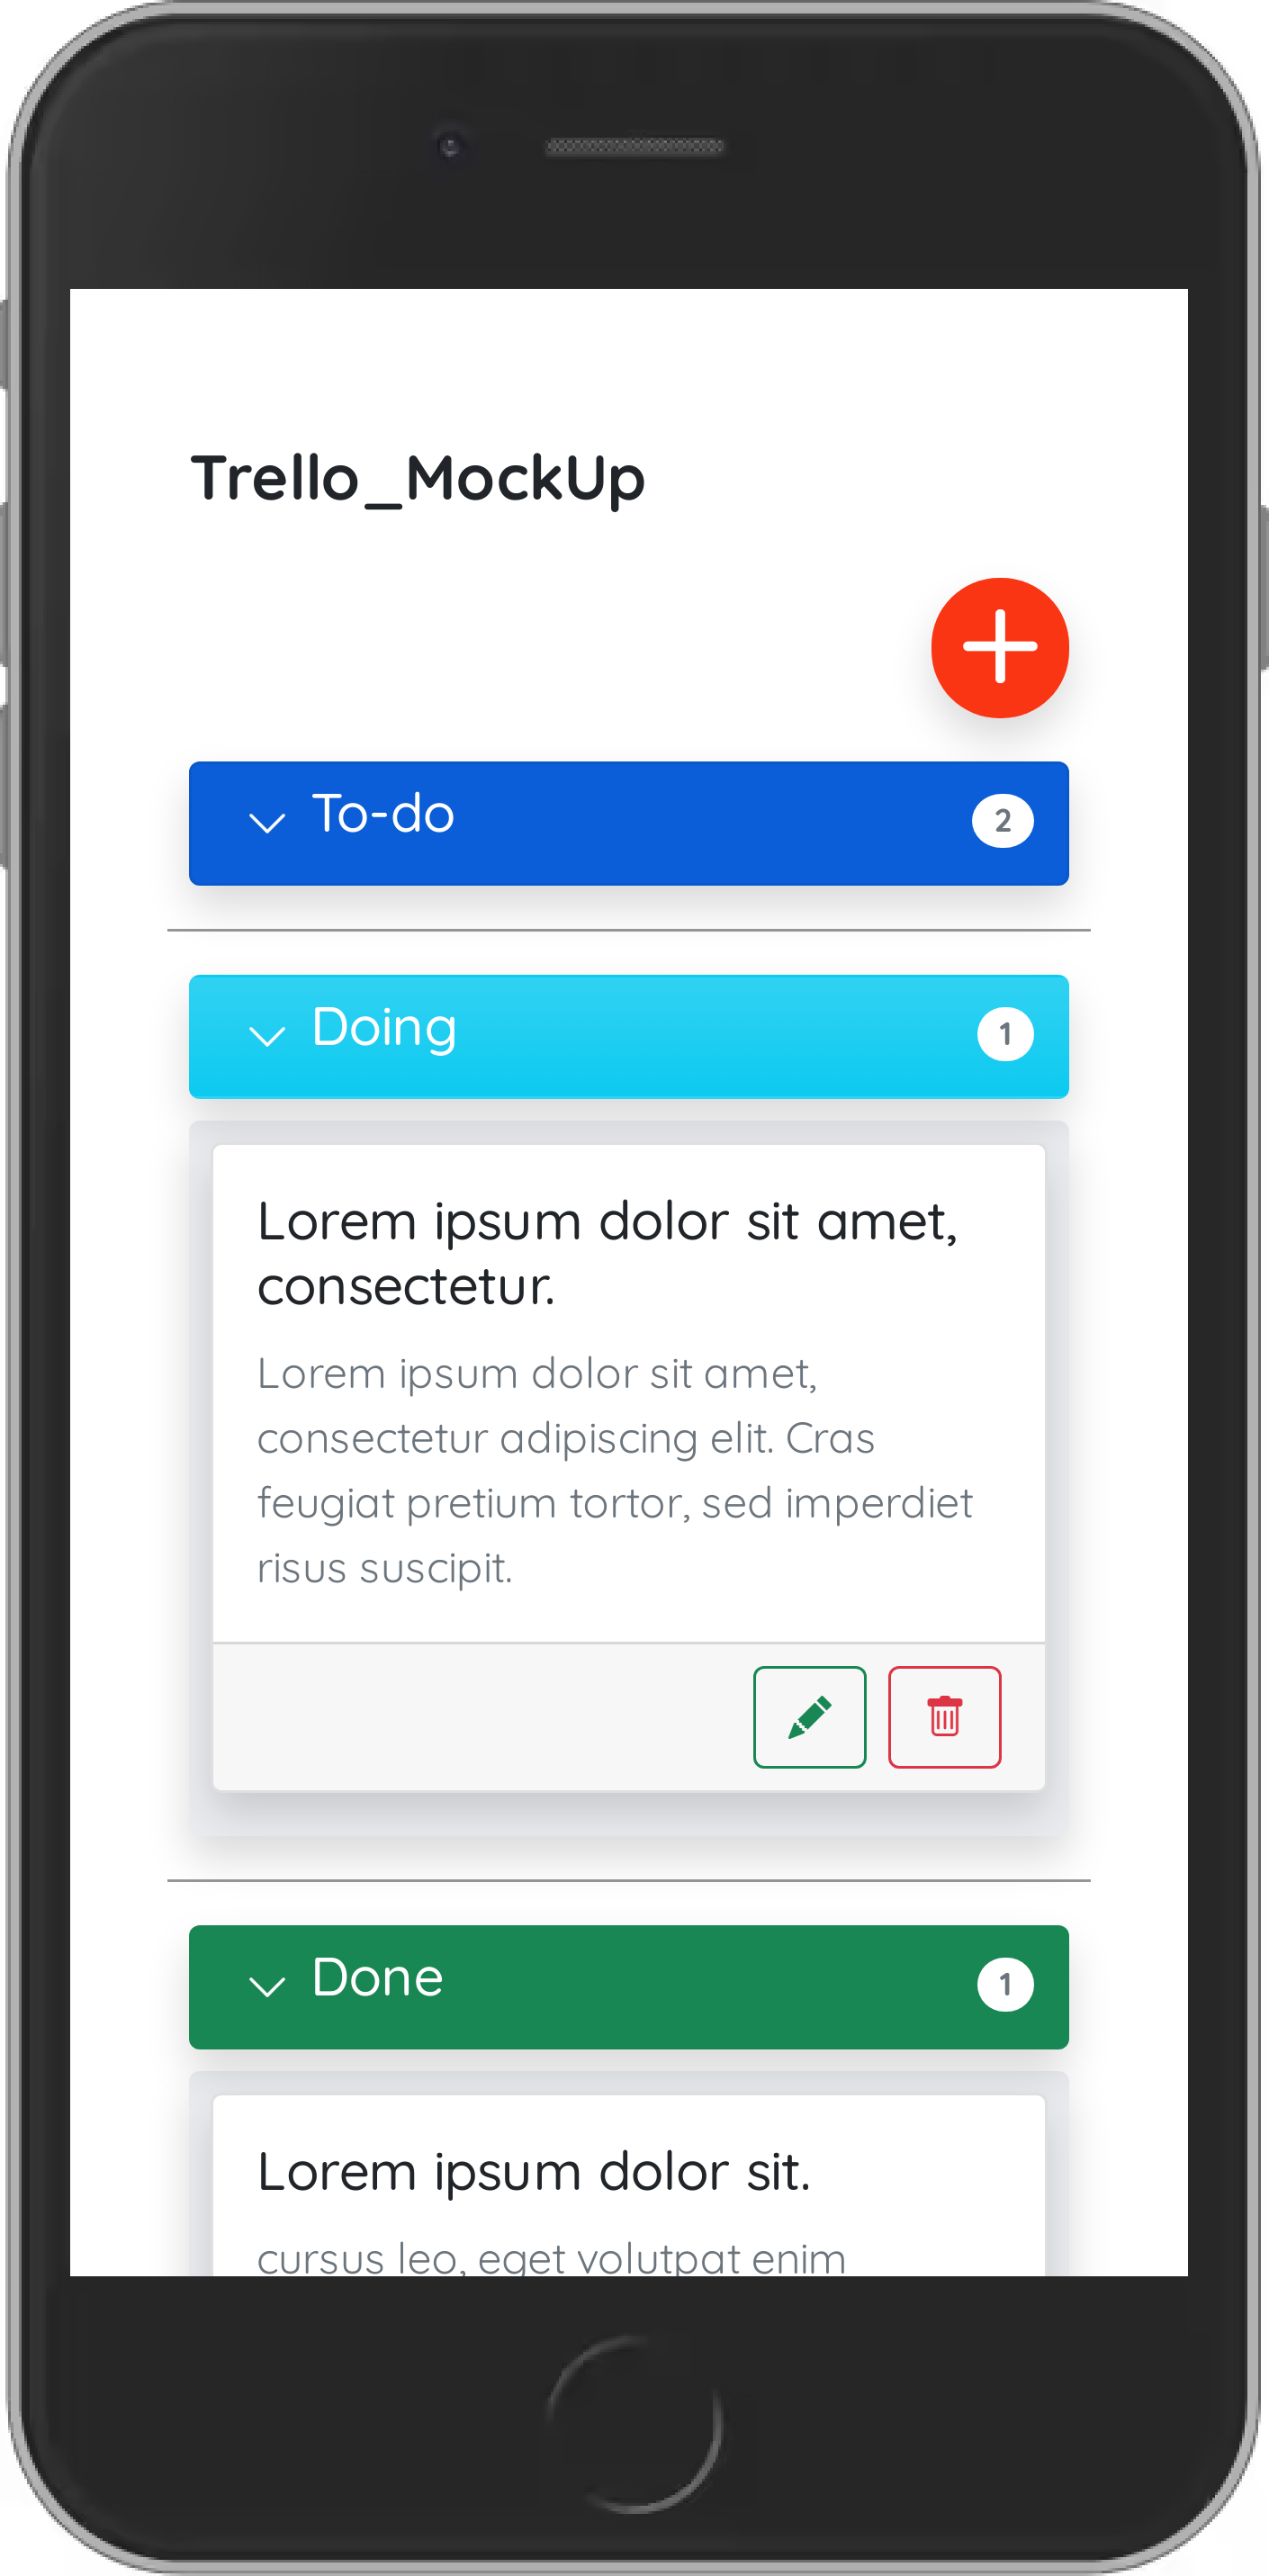 Trello_MockUp
To-do 2
Doing 1
Lorem ipsum dolor sit amet,
consectetur.
Lorem ipsum dolor sit amet,
consectetur adipiscing elit. Cras
feugiat pretium tortor, sed imperdiet
risus suscipit.
Done 1
Lorem ipsum dolor sit.
cursus leo, eget volutpat enim